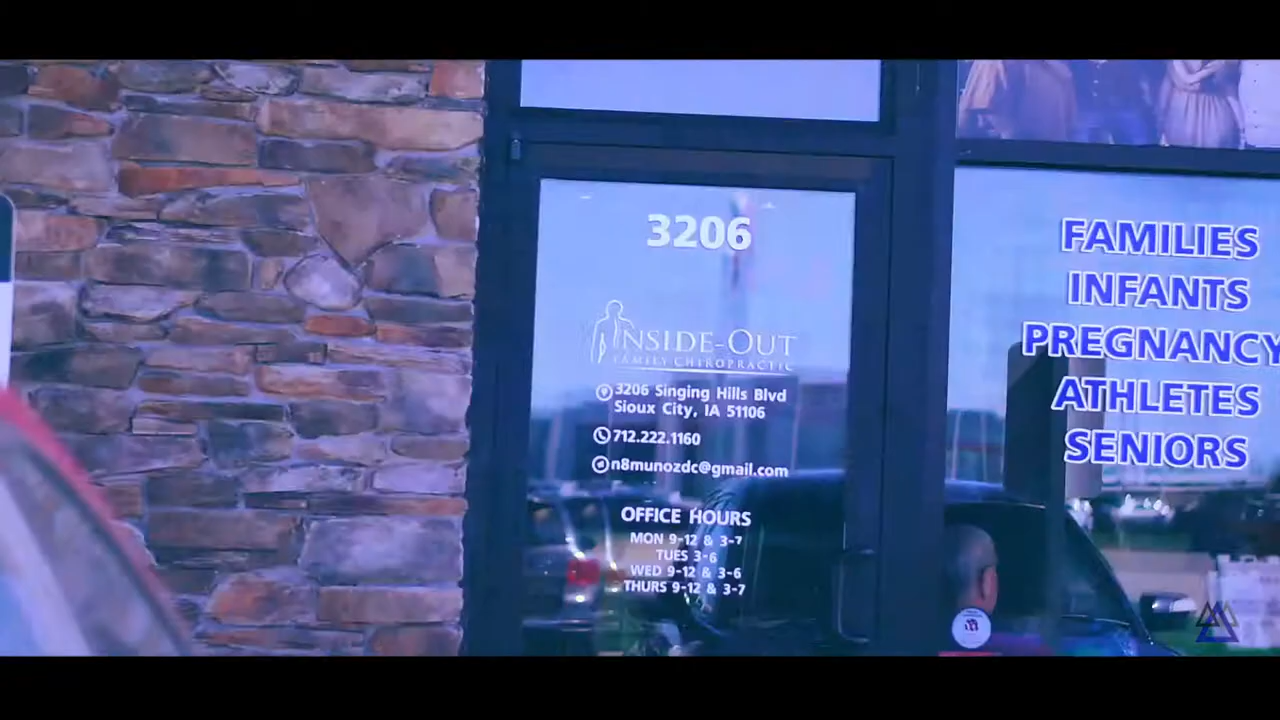 3206
INSIDE-OUT
FAMILY CHIROPRACTIC
3206 Singing Hills Blvd
Sioux City, IA 51106
712.222.1160
n8munozdc@gmail.com
OFFICE HOURS
MON 9-12 & 3-7
TUES 3-6
WED 9-12 & 3-6
THURS 9-12 & 3-7
FAMILIES
INFANTS
PREGNANCY
ATHLETES
SENIORS